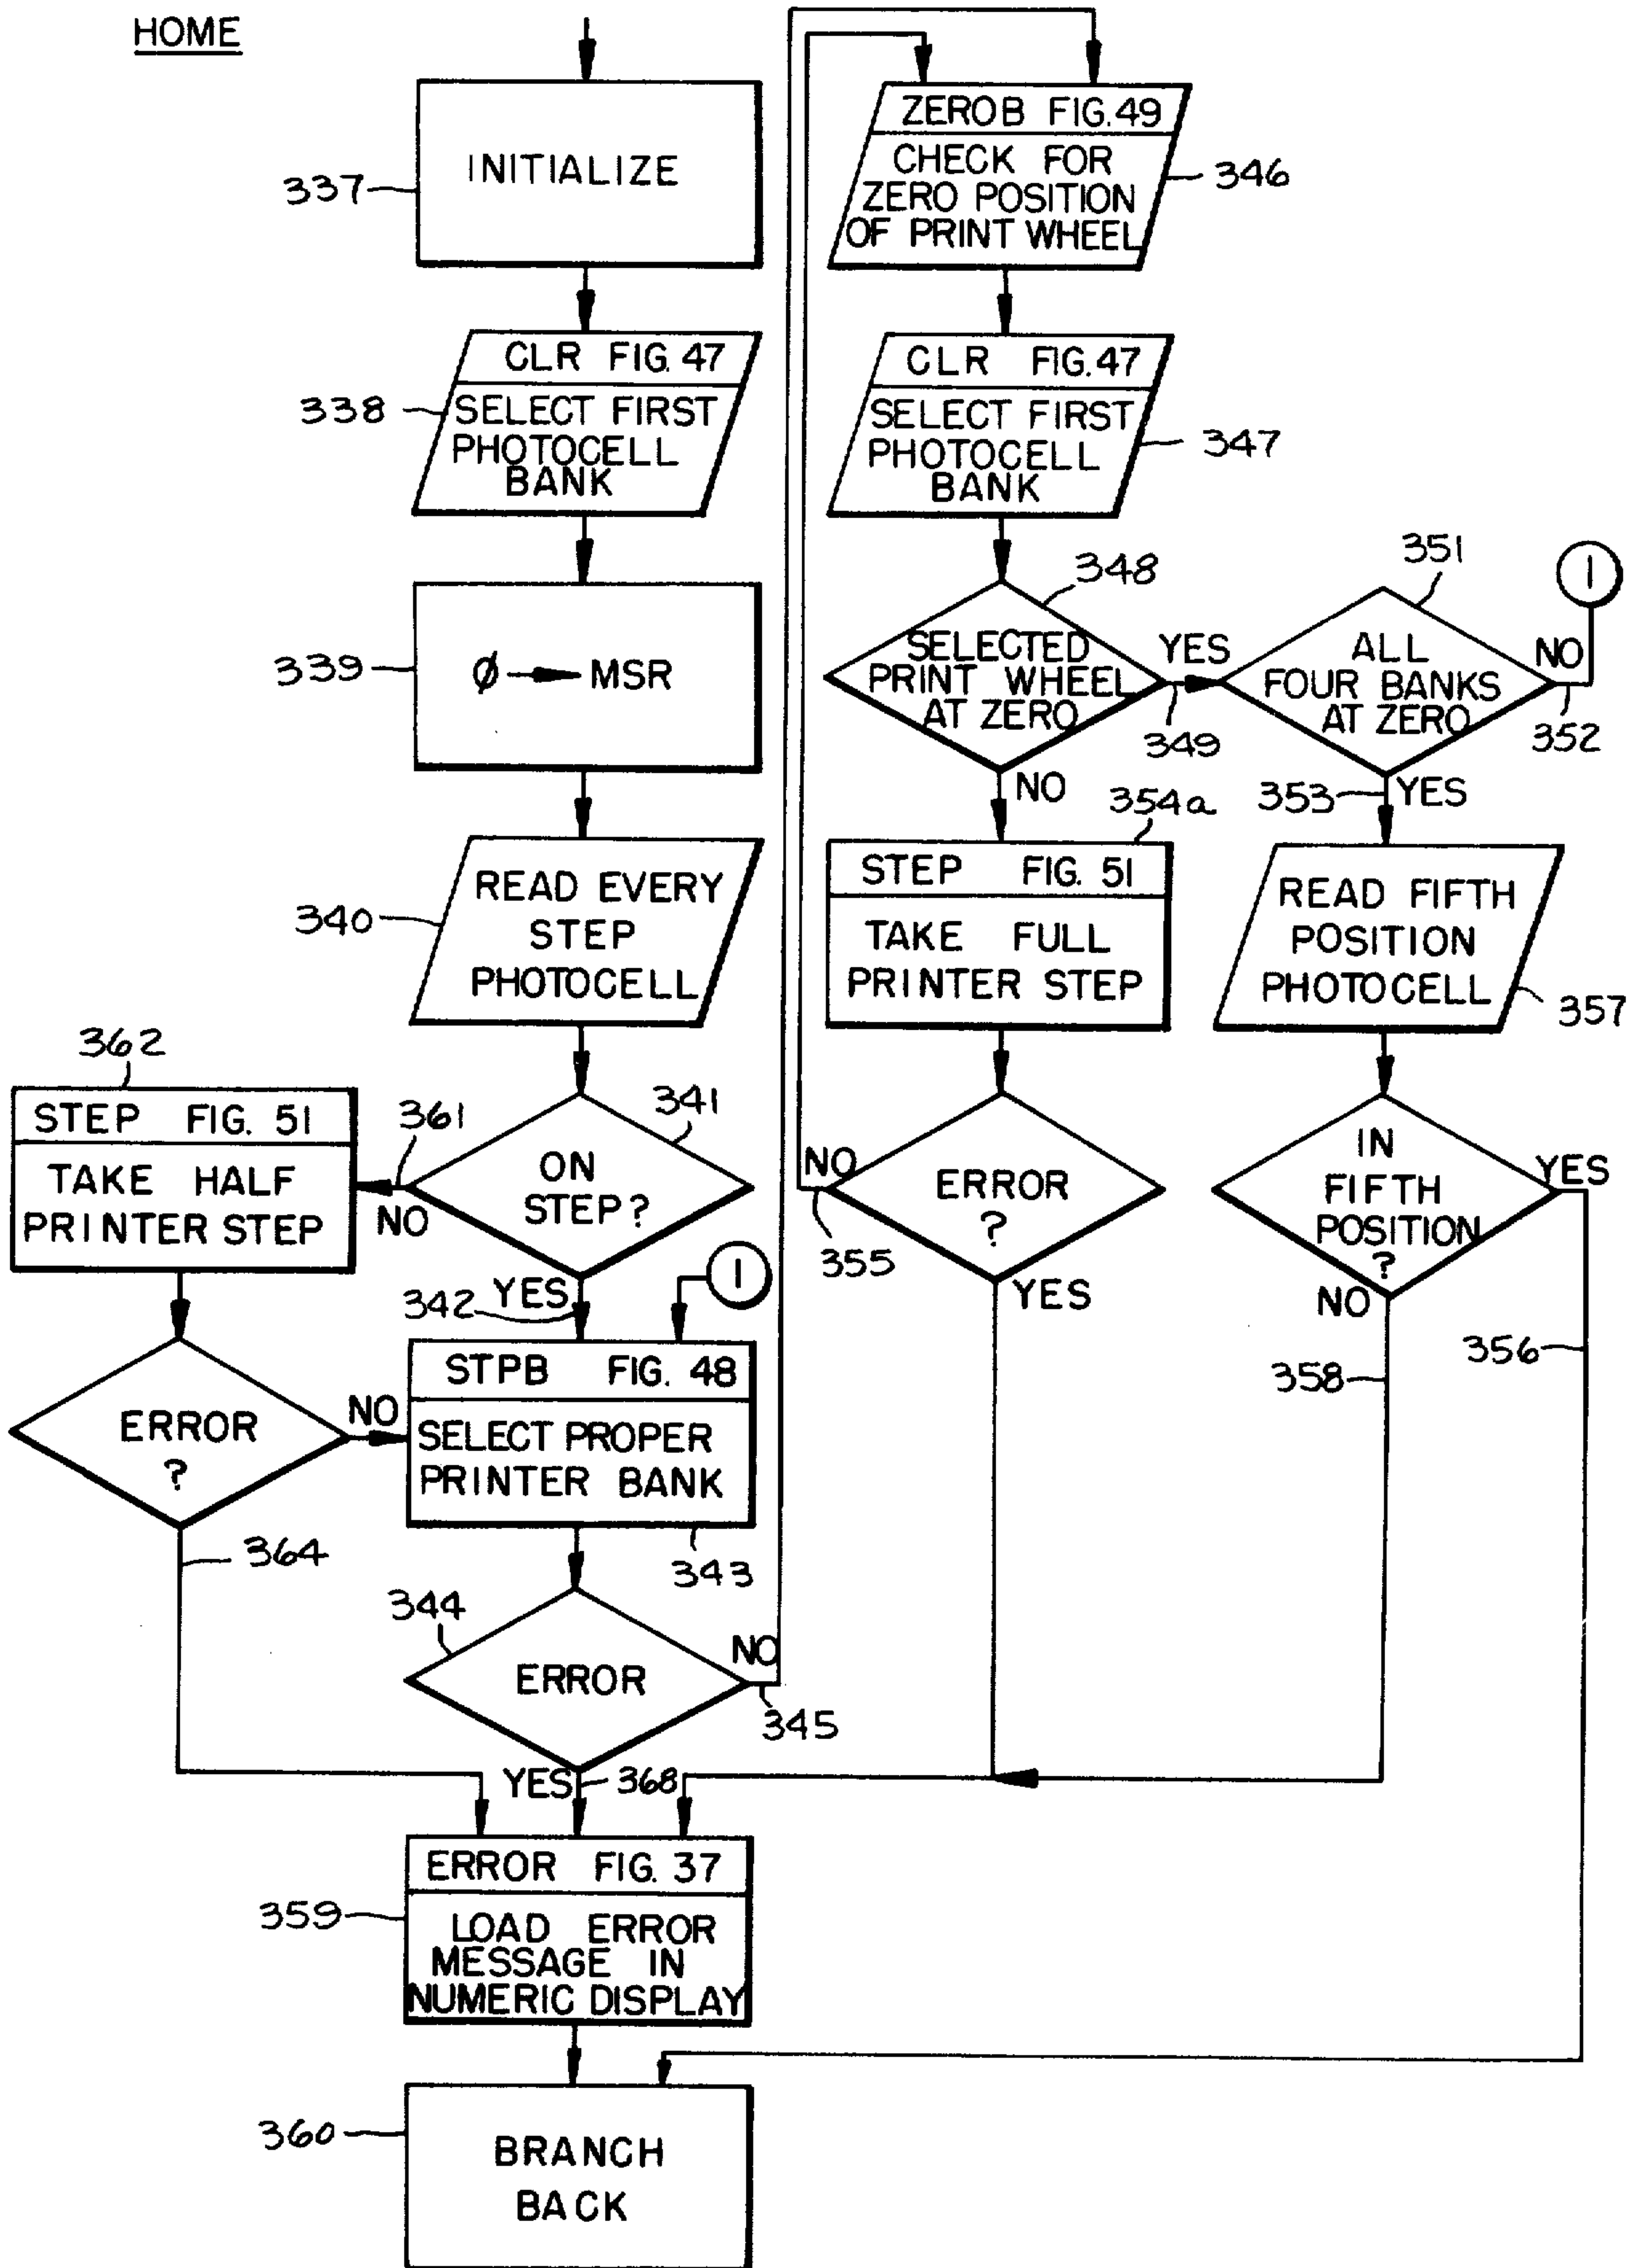 HOME
INITIALIZE
337
CLR FIG. 47
338
SELECT FIRST
PHOTOCELL
BANK
339
Ø → MSR
340
READ EVERY
STEP
PHOTOCELL
341
ON
STEP?
361
NO
362
STEP FIG. 51
TAKE HALF
PRINTER STEP
ERROR
?
NO
364
YES
342
1
STPB FIG. 48
SELECT PROPER
PRINTER BANK
343
344
ERROR
NO
345
YES
368
ERROR FIG. 37
359
LOAD ERROR
MESSAGE IN
NUMERIC DISPLAY
360
BRANCH
BACK
ZEROB FIG. 49
CHECK FOR
ZERO POSITION
OF PRINT WHEEL
346
CLR FIG. 47
SELECT FIRST
PHOTOCELL
BANK
347
348
SELECTED
PRINT WHEEL
AT ZERO
YES
349
NO
351
ALL
FOUR BANKS
AT ZERO
NO
352
1
353
YES
354a
STEP FIG. 51
TAKE FULL
PRINTER STEP
ERROR
?
NO
355
YES
READ FIFTH
POSITION
PHOTOCELL
357
IN
FIFTH
POSITION
?
YES
356
NO
358